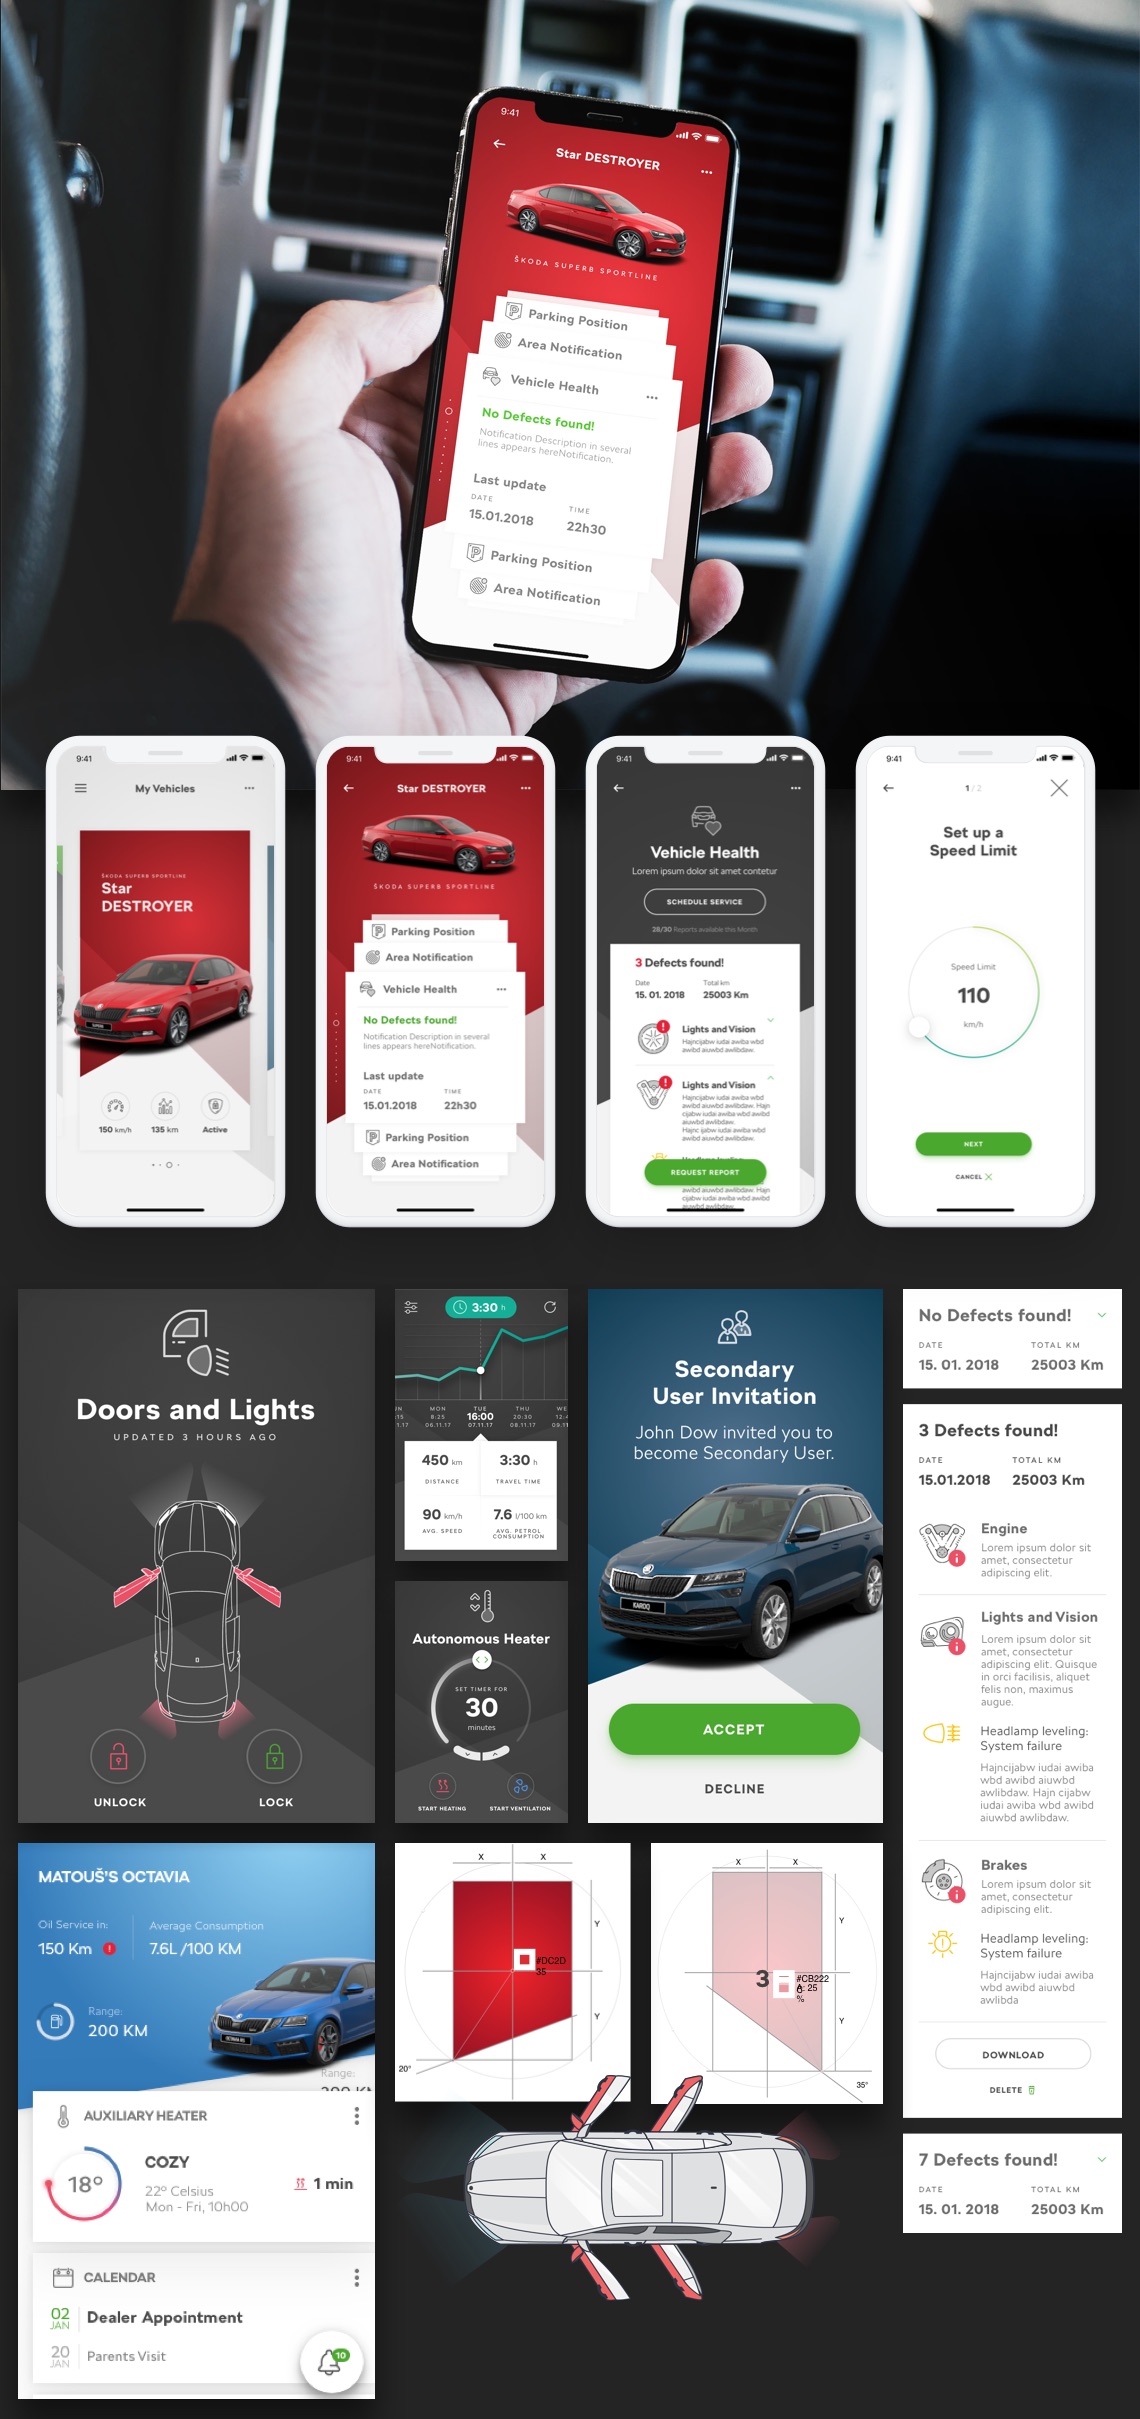 9:41
Star DESTROYER
ŠKODA SUPERB SPORTLINE
Parking Position
Area Notification
Vehicle Health
No Defects found!
Notification Description in several
lines appears hereNotification.
Last update
DATE
TIME
15.01.2018
22h30
Parking Position
Area Notification
9:41
My Vehicles
ŠKODA SUPERB SPORTLINE
Star
DESTROYER
150 km/h
135 km
Active
9:41
Star DESTROYER
ŠKODA SUPERB SPORTLINE
Parking Position
Area Notification
Vehicle Health
No Defects found!
Notification Description in several
lines appears hereNotification.
Last update
DATE
TIME
15.01.2018
22h30
Parking Position
Area Notification
9:41
Vehicle Health
Lorem ipsum dolor sit amet contetur
SCHEDULE SERVICE
28/30 Reports available this Month
3 Defects found!
Date
Total km
15. 01. 2018
25003 Km
Lights and Vision
Hajncijabw iudai awiba wbd
awibd aiuwbd awlibdaw.
Lights and Vision
Hajncijabw iudai awiba wbd
awibd aiuwbd awlibdaw. Hajn
cijabw iudai awiba wbd awibd
aiuwbd awlibdaw.
Hajnc ijabw iudai awiba wbd
awibd aiuwbd awlibdaw.
REQUEST REPORT
awibd aiuwbd awlibdaw. Hajn
cijabw iudai awiba wbd awibd
aiuwbd awlibdaw.
9:41
1 / 2
Set up a
Speed Limit
Speed Limit
110
km/h
NEXT
CANCEL
Doors and Lights
UPDATED 3 HOURS AGO
UNLOCK
LOCK
3:30 h
MON
8:25
06.11.17
TUE
16:00
07.11.17
THU
20:30
08.11.17
450 km
DISTANCE
3:30 h
TRAVEL TIME
90 km/h
AVG. SPEED
7.6 l/100 km
AVG. PETROL
CONSUMPTION
Autonomous Heater
SET TIMER FOR
30
minutes
START HEATING
START VENTILATION
Secondary
User Invitation
John Dow invited you to
become Secondary User.
KAROQ
ACCEPT
DECLINE
No Defects found!
DATE
TOTAL KM
15. 01. 2018
25003 Km
3 Defects found!
DATE
TOTAL KM
15.01.2018
25003 Km
Engine
Lorem ipsum dolor sit
amet, consectetur
adipiscing elit.
Lights and Vision
Lorem ipsum dolor sit
amet, consectetur
adipiscing elit. Quisque
in orci facilisis, aliquet
felis non, maximus
augue.
Headlamp leveling:
System failure
Hajncijabw iudai awiba
wbd awibd aiuwbd
awlibdaw. Hajn cijabw
iudai awiba wbd awibd
aiuwbd awlibdaw.
Brakes
Lorem ipsum dolor sit
amet, consectetur
adipiscing elit.
Headlamp leveling:
System failure
Hajncijabw iudai awiba
wbd awibd aiuwbd
awlibda
DOWNLOAD
DELETE
7 Defects found!
DATE
TOTAL KM
15. 01. 2018
25003 Km
MATOUŠ'S OCTAVIA
Oil Service in:
150 Km
Average Consumption
7.6L /100 KM
Range:
200 KM
Range:
AUXILIARY HEATER
18°
COZY
22° Celsius
Mon - Fri, 10h00
1 min
CALENDAR
02
JAN
Dealer Appointment
20
JAN
Parents Visit
10
X
X
Y
#DC2D
35
Y
20°
X
X
Y
3
#CB222
A: 25
%
Y
35°